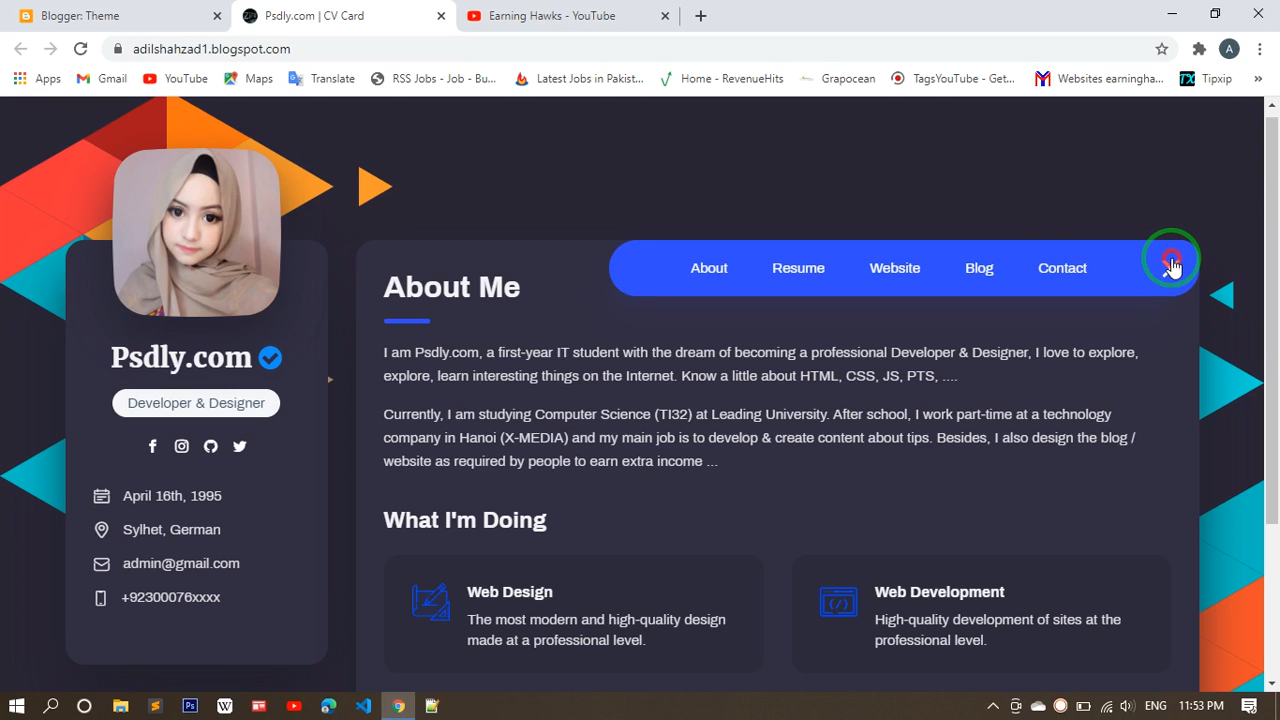 Blogger: Theme
Psdly.com | CV Card
Earning Hawks - YouTube
adilshahzad1.blogspot.com
A
Apps
Gmail
YouTube
Maps
Translate
RSS Jobs - Job - Bu...
Latest Jobs in Pakist...
Home - RevenueHits
Grapocean
TagsYouTube - Get...
Websites earningha...
Tipxip
»
About
Resume
Website
Blog
Contact
Psdly.com
Developer & Designer
April 16th, 1995
Sylhet, German
admin@gmail.com
+92300076xxxx
About Me
I am Psdly.com, a first-year IT student with the dream of becoming a professional Developer & Designer, I love to explore,
explore, learn interesting things on the Internet. Know a little about HTML, CSS, JS, PTS, ....
Currently, I am studying Computer Science (TI32) at Leading University. After school, I work part-time at a technology
company in Hanoi (X-MEDIA) and my main job is to develop & create content about tips. Besides, I also design the blog /
website as required by people to earn extra income ...
What I'm Doing
Web Design
The most modern and high-quality design
made at a professional level.
Web Development
High-quality development of sites at the
professional level.
ENG
11:53 PM